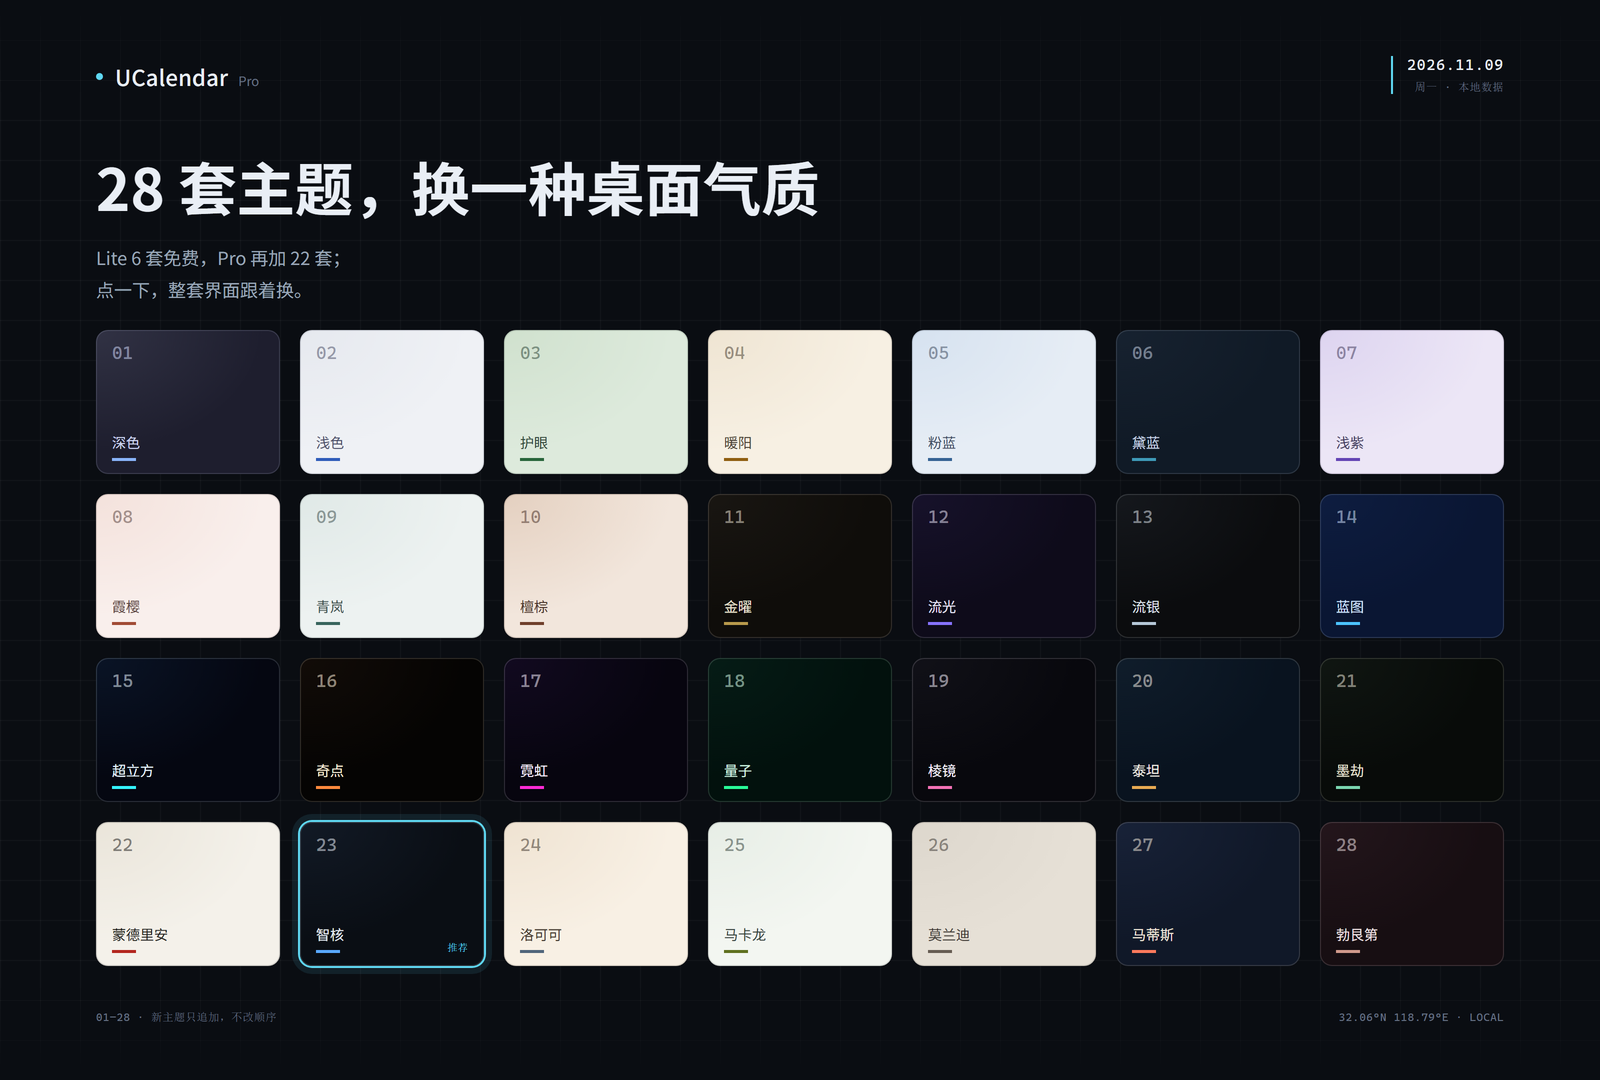 UCalendar Pro
2026.11.09
周一 · 本地数据
28 套主题，换一种桌面气质
Lite 6 套免费，Pro 再加 22 套；
点一下，整套界面跟着换。
01
深色
02
浅色
03
护眼
04
暖阳
05
粉蓝
06
黛蓝
07
浅紫
08
霞樱
09
青岚
10
檀棕
11
金曜
12
流光
13
流银
14
蓝图
15
超立方
16
奇点
17
霓虹
18
量子
19
棱镜
20
泰坦
21
墨劫
22
蒙德里安
23
智核
推荐
24
洛可可
25
马卡龙
26
莫兰迪
27
马蒂斯
28
勃艮第
01—28 · 新主题只追加，不改顺序
32.06°N 118.79°E · LOCAL